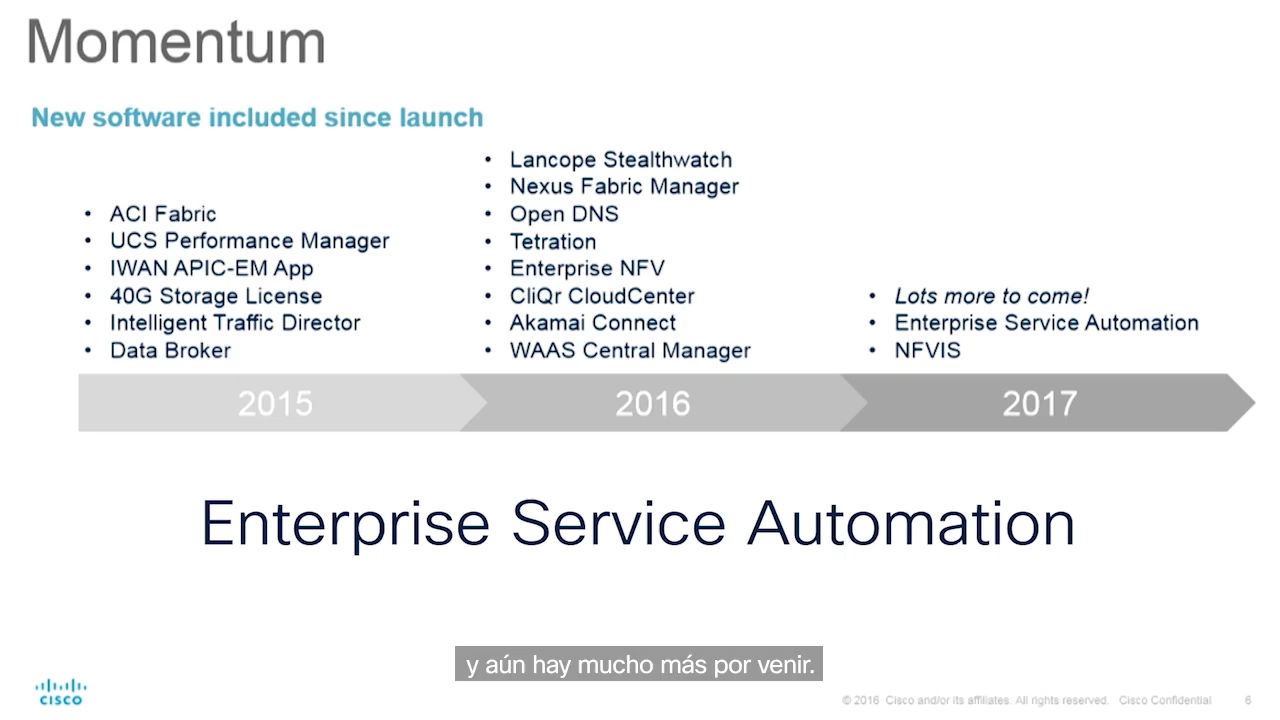 Momentum
New software included since launch
• ACI Fabric
• UCS Performance Manager
• IWAN APIC-EM App
• 40G Storage License
• Intelligent Traffic Director
• Data Broker
• Lancope Stealthwatch
• Nexus Fabric Manager
• Open DNS
• Tetration
• Enterprise NFV
• CliQr CloudCenter
• Akamai Connect
• WAAS Central Manager
• Lots more to come!
• Enterprise Service Automation
• NFVIS
2015
2016
2017
Enterprise Service Automation
y aún hay mucho más por venir.
CISCO
© 2016 Cisco and/or its affiliates. All rights reserved. Cisco Confidential 6